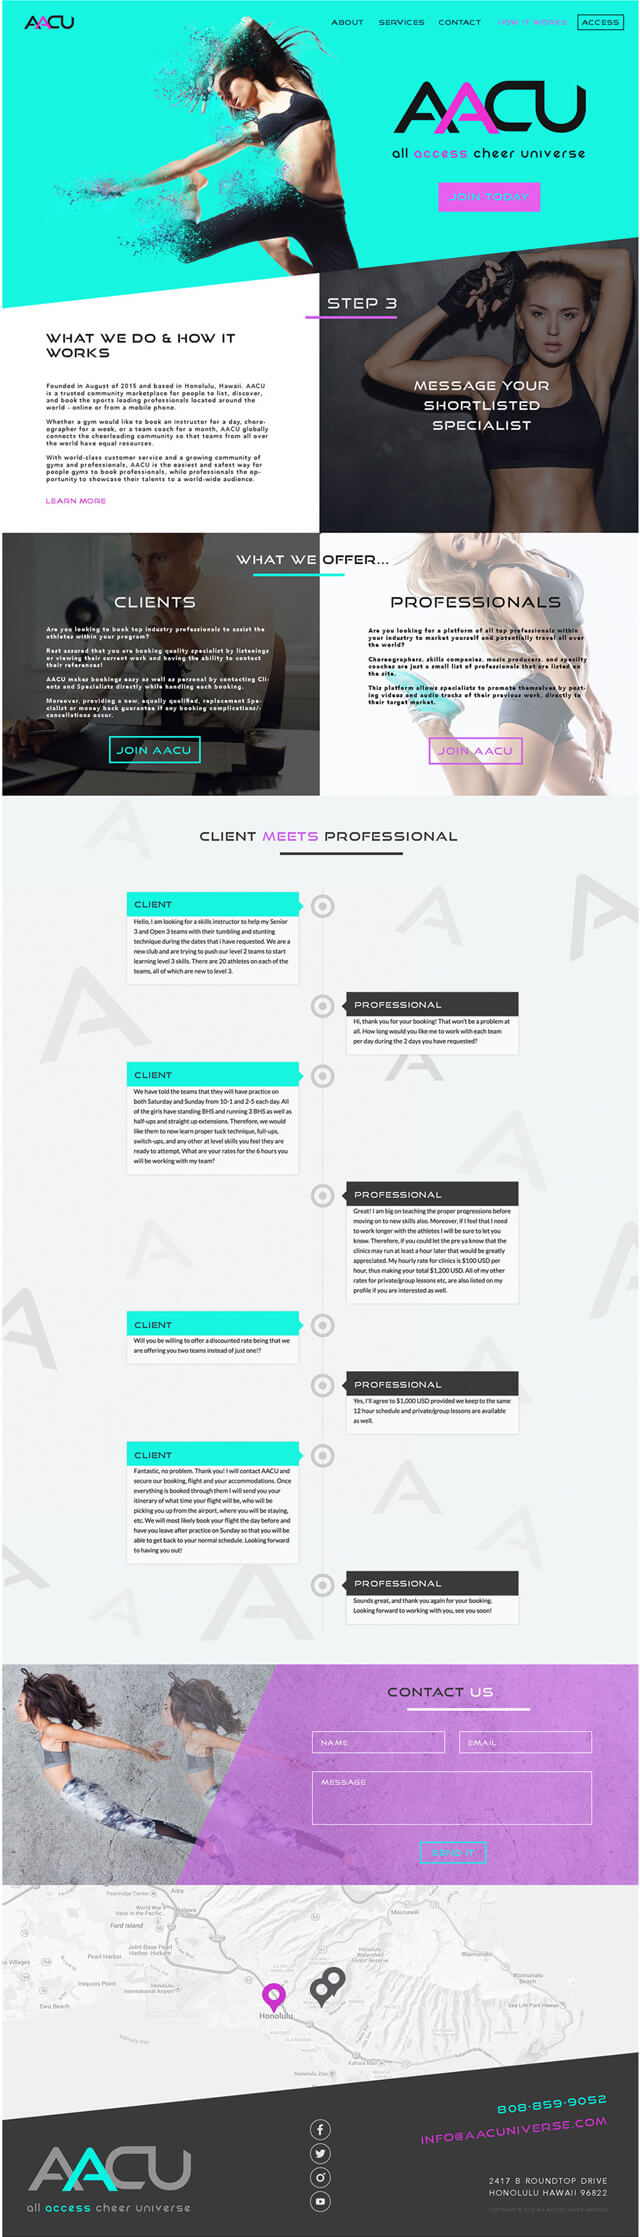 AACU
ABOUT SERVICES CONTACT HOW IT WORKS ACCESS
AACU
all access cheer universe
JOIN TODAY
STEP 3
MESSAGE YOUR
SHORTLISTED
SPECIALIST
WHAT WE DO & HOW IT
WORKS
Founded in August of 2015 and based in Honolulu, Hawaii. AACU
is a trusted community marketplace for people to list, discover,
and book the sports leading professionals located around the
world - online or from a mobile phone.
Whether a gym would like to book an instructor for a day, chore-
ographer for a week, or a team coach for a month, AACU globally
connects the cheerleading community so that teams from all over
the world have equal resources.
With world-class customer service and a growing community of
gyms and professionals, AACU is the easiest and safest way for
people gyms to book professionals, while professionals the op-
portunity to showcase their talents to a world-wide audience.
LEARN MORE
WHAT WE OFFER...
CLIENTS
Are you looking to book top industry professionals to assist the
athletes within your program?
Rest assured that you are booking quality specialist by listenings
or viewing their current work and having the ability to contact
their references!
AACU makes bookings easy as well as personal by contacting Cli-
ents and Specialists directly while handling each booking.
Moreover, providing a new, equally qualified, replacement Spe-
cialist or money back guarantee if any booking complications/-
cancellations occur.
JOIN AACU
PROFESSIONALS
Are you looking for a platform of all top professionals within
your industry to market yourself and potentially travel all over
the world?
Choreographers, skills companies, music producers, and specilty
coaches are just a small list of professionals that are listed on
the site.
This platform allows specialists to promote themselves by post-
ing videos and audio tracks of their previous work, directly to
their target market.
JOIN AACU
CLIENT MEETS PROFESSIONAL
CLIENT
Hello, I am looking for a skills instructor to help my Senior
3 and Open 3 teams with their tumbling and stunting
technique during the dates that i have requested. We are a
new club and are trying to push our level 2 teams to start
learning level 3 skills. There are 20 athletes on each of the
teams, all of which are new to level 3.
PROFESSIONAL
Hi, thank you for your booking! That won't be a problem at
all. How long would you like me to work with each team
per day during the 2 days you have requested?
CLIENT
We have told the teams that they will have practice on
both Saturday and Sunday from 10-1 and 2-5 each day. All
of the girls have standing BHS and running 3 BHS as well as
half-ups and straight up extensions. Therefore, we would
like them to now learn proper tuck technique, full-ups,
switch-ups, and any other at level skills you feel they are
ready to attempt. What are your rates for the 6 hours you
will be working with my team?
PROFESSIONAL
Great! I am big on teaching the proper progressions before
moving on to new skills also. Moreover, if I feel that I need
to work longer with the athletes I will be sure to let you
know. Therefore, if you could let the pre ya know that the
clinics may run at least a hour later that would be greatly
appreciated. My hourly rate for clinics is $100 USD per
hour, thus making your total $1,200 USD. All of my other
rates for private/group lessons etc, are also listed on my
profile if you are interested as well.
CLIENT
Will you be willing to offer a discounted rate being that we
are offering you two teams instead of just one!?
PROFESSIONAL
Yes, I'll agree to $1,000 USD provided we keep to the same
12 hour schedule and private/group lessons are available
as well.
CLIENT
Fantastic, no problem. Thank you! I will contact AACU and
secure our booking, flight and your accommodations. Once
everything is booked through them I will send you your
itinerary of what time your flight will be, who will be
picking you up from the airport, where you will be staying,
etc. We will most likely book your flight the day before and
have you leave after practice on Sunday so that you will be
able to get back to your normal schedule. Looking forward
to having you out!
PROFESSIONAL
Sounds great, and thank you again for your booking.
Looking forward to working with you, see you soon!
CONTACT US
NAME EMAIL
MESSAGE
SEND IT
Pearlridge Center
Aiea
World War II
Valor in the Pacific...
Halawa
Ford Island
Joint Base Pearl
Harbor-Hickam
Pearl Harbor
Iroquois Point
Honolulu
International Airport
Ewa Beach
Mamala Bay
Maunawili
Honolulu
Watershed
Forest Reserve
Waimanalo
Waimanalo
Beach
Sea Life Park Hawaii
Honolulu
Kahala Mall
Honolulu Zoo
808-859-9052
INFO@AACUNIVERSE.COM
AACU
all access cheer universe
2417 B ROUNDTOP DRIVE
HONOLULU HAWAII 96822